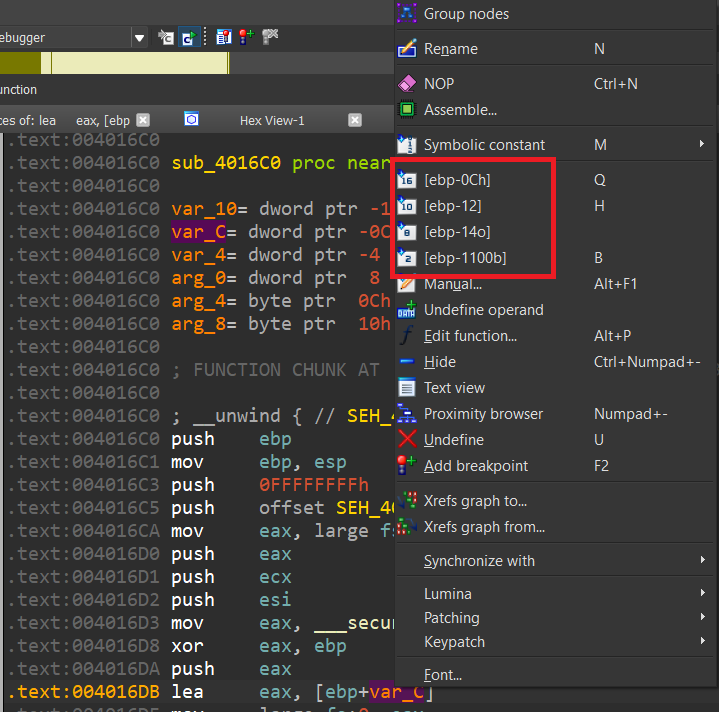 ebugger
unction
ces of: lea eax, [ebp
Hex View-1
.text:004016C0
.text:004016C0 sub_4016C0 proc near
.text:004016C0
.text:004016C0 var_10= dword ptr -1
.text:004016C0 var_C= dword ptr -0C
.text:004016C0 var_4= dword ptr -4
.text:004016C0 arg_0= dword ptr 8
.text:004016C0 arg_4= byte ptr 0Ch
.text:004016C0 arg_8= byte ptr 10h
.text:004016C0
.text:004016C0 ; FUNCTION CHUNK AT
.text:004016C0
.text:004016C0 ; __unwind { // SEH_4
.text:004016C0 push ebp
.text:004016C1 mov ebp, esp
.text:004016C3 push 0FFFFFFFFh
.text:004016C5 push offset SEH_40
.text:004016CA mov eax, large fs
.text:004016D0 push eax
.text:004016D1 push ecx
.text:004016D2 push esi
.text:004016D3 mov eax, ___secur
.text:004016D8 xor eax, ebp
.text:004016DA push eax
.text:004016DB lea eax, [ebp+var_C]
Group nodes
Rename N
NOP Ctrl+N
Assemble...
Symbolic constant M
16 [ebp-0Ch] Q
10 [ebp-12] H
8 [ebp-14o]
2 [ebp-1100b] B
Manual... Alt+F1
Undefine operand
Edit function... Alt+P
Hide Ctrl+Numpad+-
Text view
Proximity browser Numpad+-
Undefine U
Add breakpoint F2
Xrefs graph to...
Xrefs graph from...
Synchronize with
Lumina
Patching
Keypatch
Font...